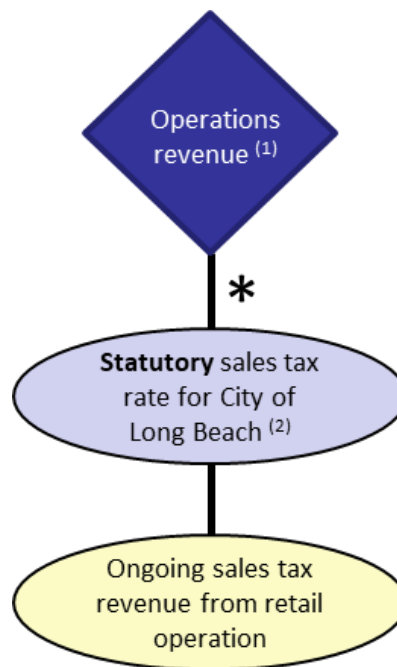 Operations
revenue (1)
*
Statutory sales tax
rate for City of
Long Beach (2)
Ongoing sales tax
revenue from retail
operation